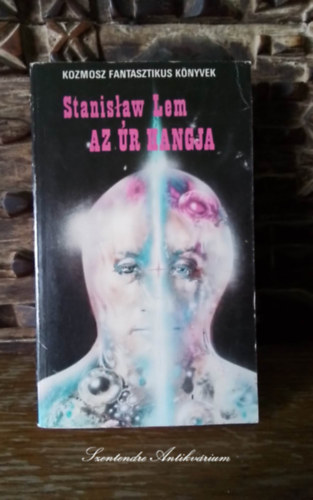 KOZMOSZ FANTASZTIKUS KÖNYVEK
Stanisław Lem
AZ ÚR HANGJA
Szentendre Antikvárium